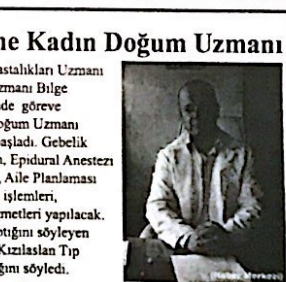 ne Kadın Doğum Uzmanı
astalıkları Uzmanı
zmanı Bilge
de göreve
oğum Uzmanı
aşladı. Gebelik
, Epidural Anestezi
, Aile Planlaması
işlemleri,
metleri yapılacak.
ptığını söyleyen
Kızılaslan Tıp
ğını söyledi.
(Haber Merkezi)